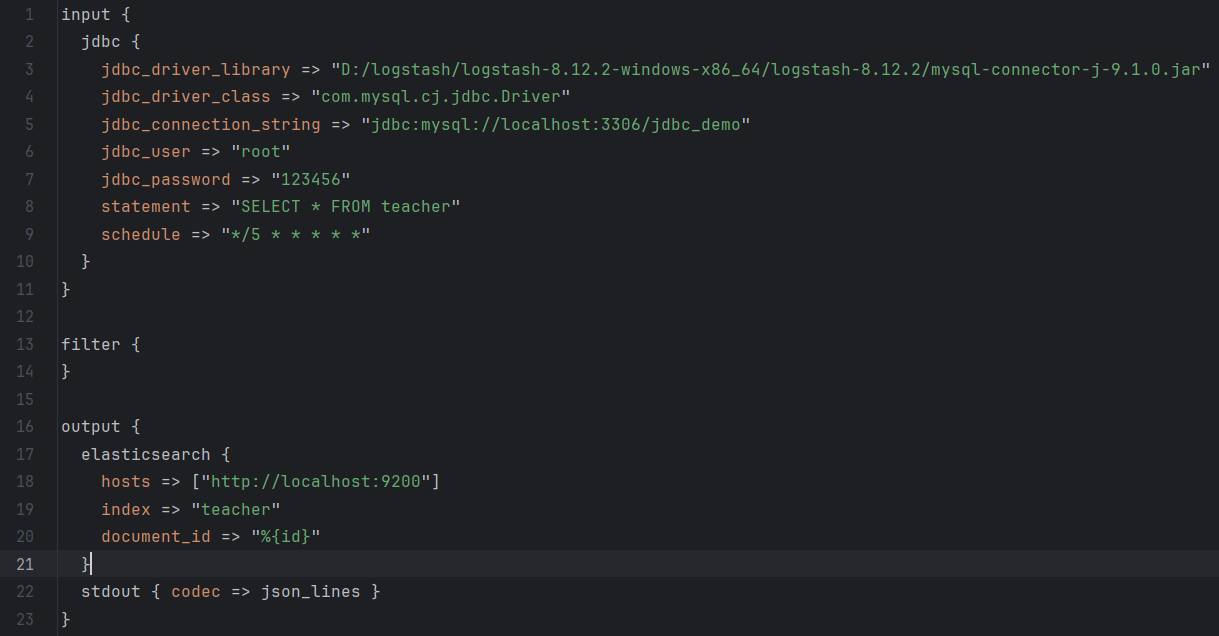 1 input {
2   jdbc {
3     jdbc_driver_library => "D:/logstash/logstash-8.12.2-windows-x86_64/logstash-8.12.2/mysql-connector-j-9.1.0.jar"
4     jdbc_driver_class => "com.mysql.cj.jdbc.Driver"
5     jdbc_connection_string => "jdbc:mysql://localhost:3306/jdbc_demo"
6     jdbc_user => "root"
7     jdbc_password => "123456"
8     statement => "SELECT * FROM teacher"
9     schedule => "*/5 * * * * *"
10   }
11 }
12
13 filter {
14 }
15
16 output {
17   elasticsearch {
18     hosts => ["http://localhost:9200"]
19     index => "teacher"
20     document_id => "%{id}"
21   }
22   stdout { codec => json_lines }
23 }